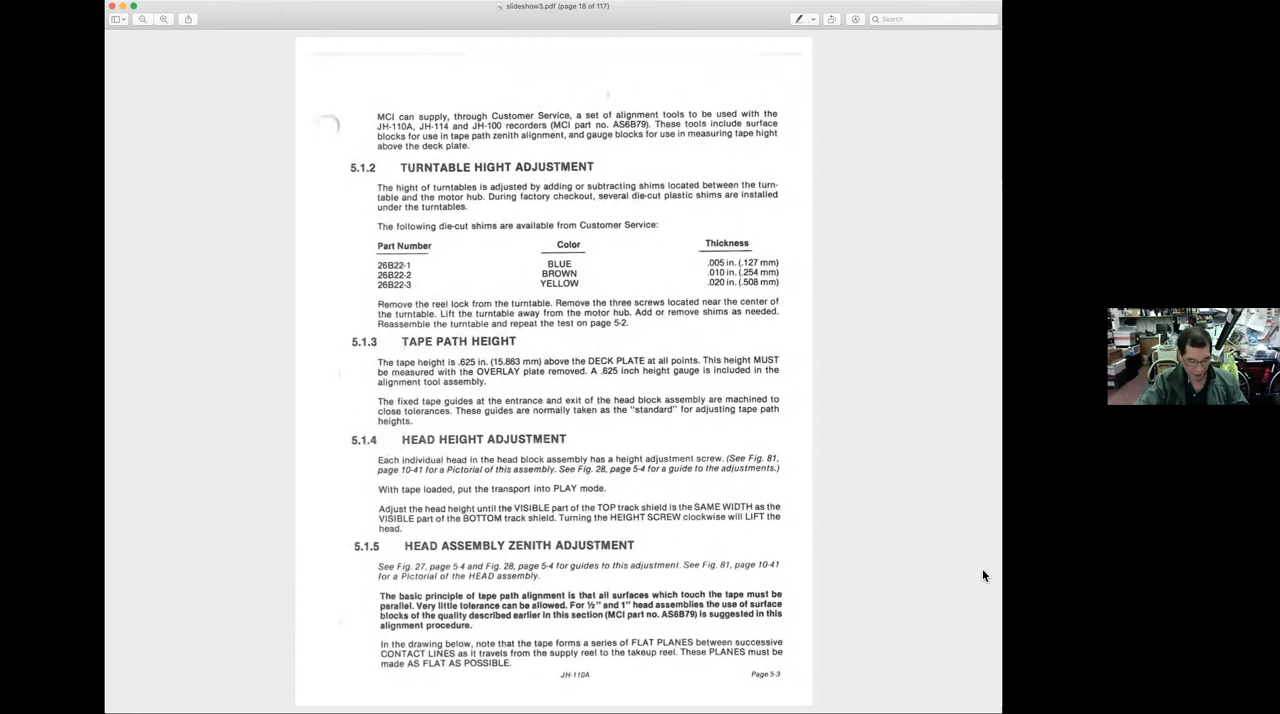 slideshow3.pdf (page 18 of 117)
Search
MCI can supply, through Customer Service, a set of alignment tools to be used with the
JH-110A, JH-114 and JH-100 recorders (MCI part no. AS6B79). These tools include surface
blocks for use in tape path zenith alignment, and gauge blocks for use in measuring tape hight
above the deck plate.
5.1.2 TURNTABLE HIGHT ADJUSTMENT
The hight of turntables is adjusted by adding or subtracting shims located between the turn-
table and the motor hub. During factory checkout, several die-cut plastic shims are installed
under the turntables.
The following die-cut shims are available from Customer Service:
Part Number Color Thickness
26B22-1 BLUE .005 in. (.127 mm)
26B22-2 BROWN .010 in. (.254 mm)
26B22-3 YELLOW .020 in. (.508 mm)
Remove the reel lock from the turntable. Remove the three screws located near the center of
the turntable. Lift the turntable away from the motor hub. Add or remove shims as needed.
Reassemble the turntable and repeat the test on page 5-2.
5.1.3 TAPE PATH HEIGHT
The tape height is .625 in. (15.863 mm) above the DECK PLATE at all points. This height MUST
be measured with the OVERLAY plate removed. A .625 inch height gauge is included in the
alignment tool assembly.
The fixed tape guides at the entrance and exit of the head block assembly are machined to
close tolerances. These guides are normally taken as the "standard" for adjusting tape path
heights.
5.1.4 HEAD HEIGHT ADJUSTMENT
Each individual head in the head block assembly has a height adjustment screw. (See Fig. 81,
page 10-41 for a Pictorial of this assembly. See Fig. 28, page 5-4 for a guide to the adjustments.)
With tape loaded, put the transport into PLAY mode.
Adjust the head height until the VISIBLE part of the TOP track shield is the SAME WIDTH as the
VISIBLE part of the BOTTOM track shield. Turning the HEIGHT SCREW clockwise will LIFT the
head.
5.1.5 HEAD ASSEMBLY ZENITH ADJUSTMENT
See Fig. 27, page 5-4 and Fig. 28, page 5-4 for guides to this adjustment. See Fig. 81, page 10-41
for a Pictorial of the HEAD assembly.
The basic principle of tape path alignment is that all surfaces which touch the tape must be
parallel. Very little tolerance can be allowed. For ½" and 1" head assemblies the use of surface
blocks of the quality described earlier in this section (MCI part no. AS6B79) is suggested in this
alignment procedure.
In the drawing below, note that the tape forms a series of FLAT PLANES between successive
CONTACT LINES as it travels from the supply reel to the takeup reel. These PLANES must be
made AS FLAT AS POSSIBLE.
JH-110A Page 5-3